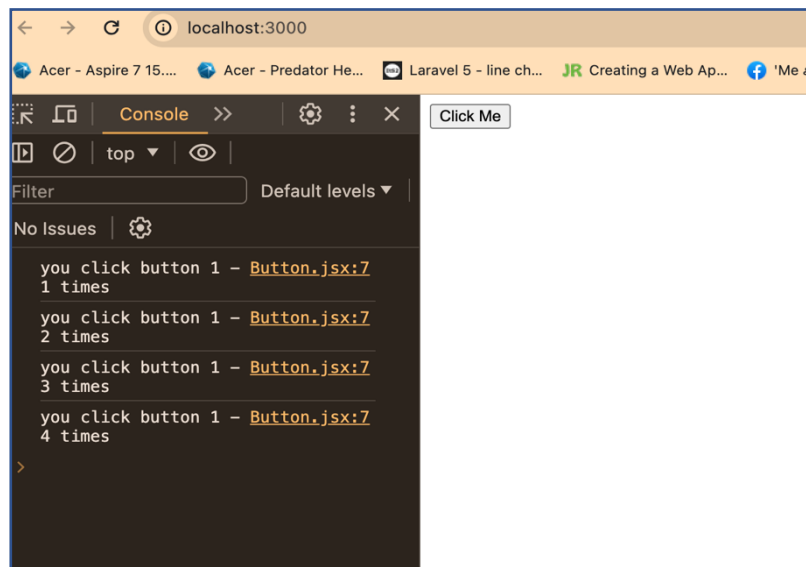 localhost:3000
Acer - Aspire 7 15.... Acer - Predator He... Laravel 5 - line ch... JR Creating a Web Ap... 'Me &
Console
Click Me
top
Filter
Default levels
No Issues
you click button 1 – Button.jsx:7
1 times
you click button 1 – Button.jsx:7
2 times
you click button 1 – Button.jsx:7
3 times
you click button 1 – Button.jsx:7
4 times